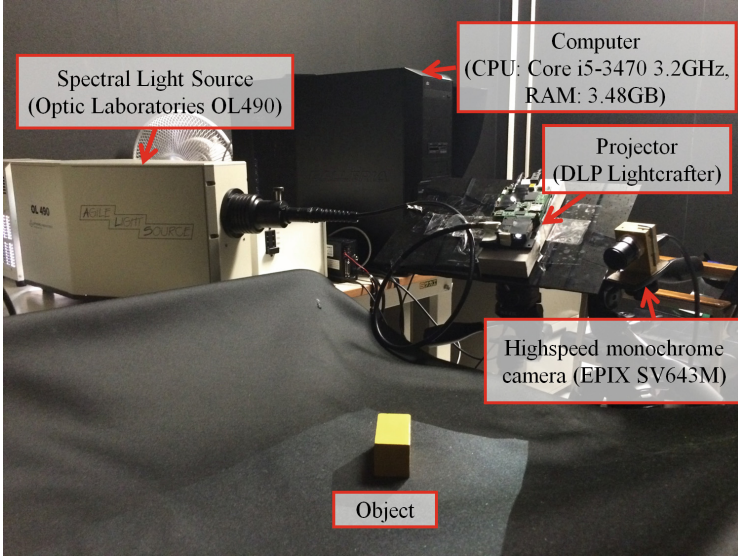 Computer
(CPU: Core i5-3470 3.2GHz,
RAM: 3.48GB)
Spectral Light Source
(Optic Laboratories OL490)
Projector
(DLP Lightcrafter)
OL 490
AGILE
LIGHT
SOURCE
Highspeed monochrome
camera (EPIX SV643M)
Object